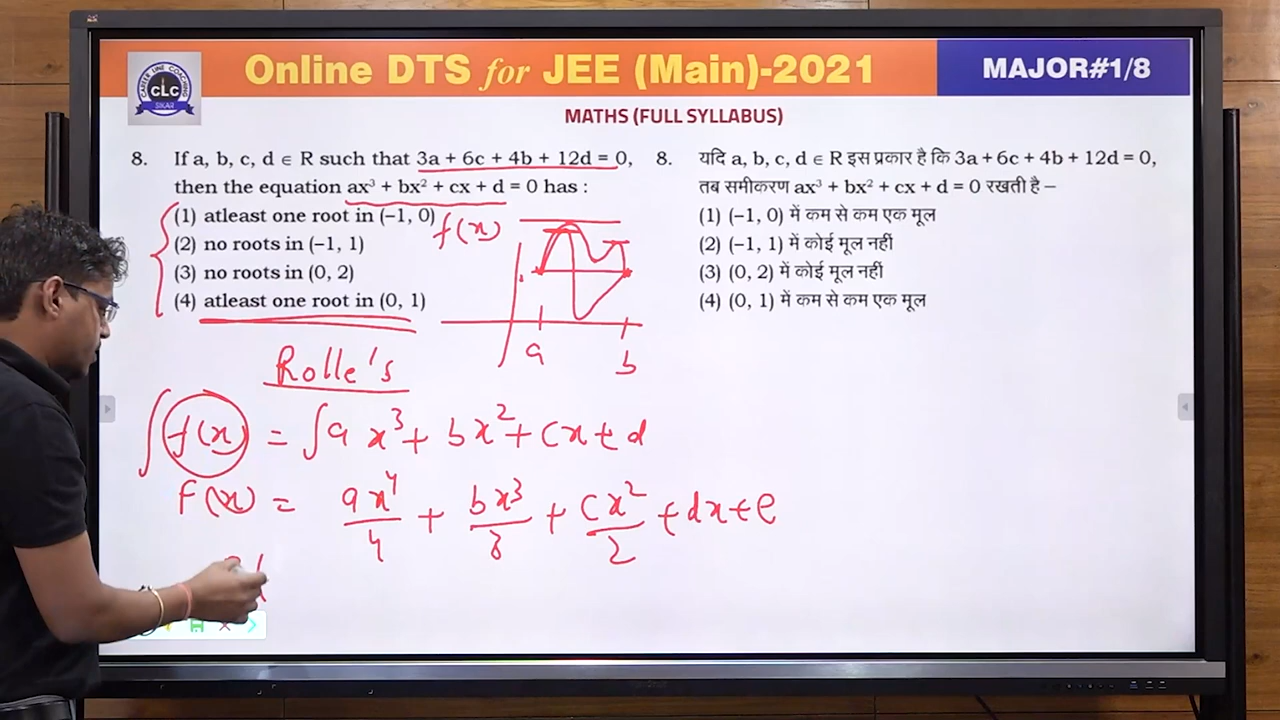 Online DTS for JEE (Main)-2021
MAJOR#1/8
CAREER LINE COACHING
CLC
SIKAR
MATHS (FULL SYLLABUS)
8. If a, b, c, d ∈ R such that 3a + 6c + 4b + 12d = 0,
then the equation ax³ + bx² + cx + d = 0 has :
(1) atleast one root in (–1, 0)
(2) no roots in (–1, 1)
(3) no roots in (0, 2)
(4) atleast one root in (0, 1)
8. यदि a, b, c, d ∈ R इस प्रकार है कि 3a + 6c + 4b + 12d = 0,
तब समीकरण ax³ + bx² + cx + d = 0 रखती है –
(1) (–1, 0) में कम से कम एक मूल
(2) (–1, 1) में कोई मूल नहीं
(3) (0, 2) में कोई मूल नहीं
(4) (0, 1) में कम से कम एक मूल
f(x)
a
b
Rolle's
∫f(x) = ∫a x³ + bx² + cx + d
f(x) = ax⁴/4 + bx³/3 + cx²/2 + dx + e